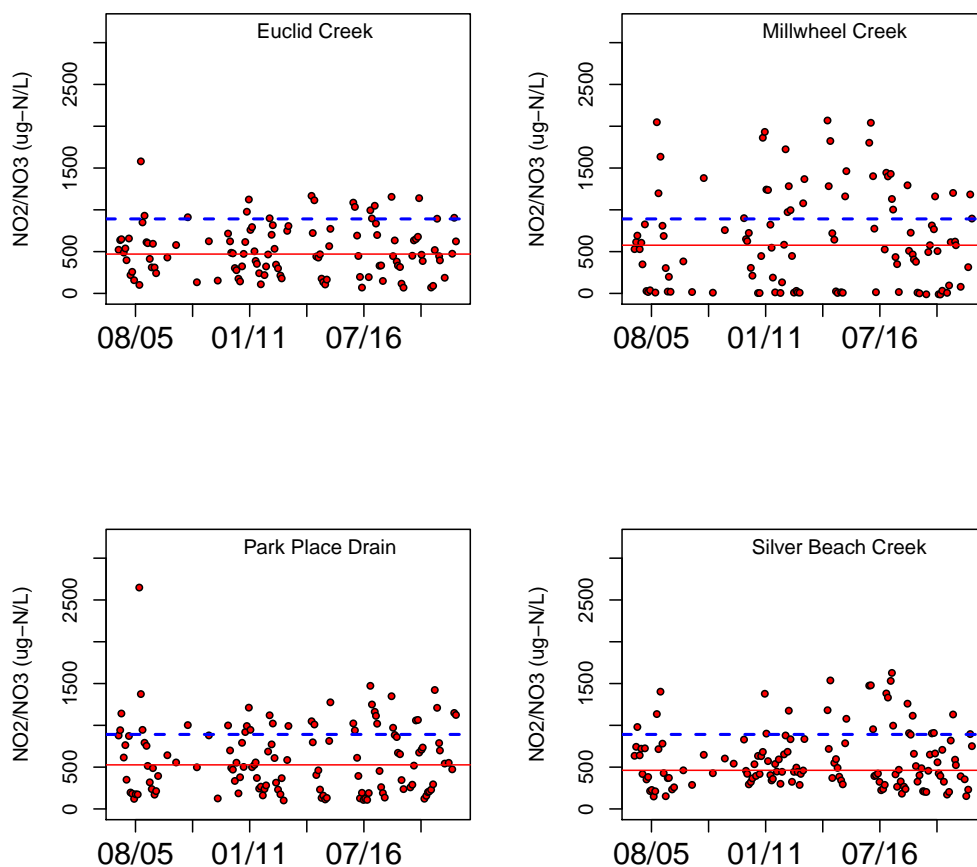 Euclid Creek
NO2/NO3 (ug−N/L)
2500
1500
500
0
08/05 01/11 07/16
Millwheel Creek
NO2/NO3 (ug−N/L)
2500
1500
500
0
08/05 01/11 07/16
Park Place Drain
NO2/NO3 (ug−N/L)
2500
1500
500
0
08/05 01/11 07/16
Silver Beach Creek
NO2/NO3 (ug−N/L)
2500
1500
500
0
08/05 01/11 07/16